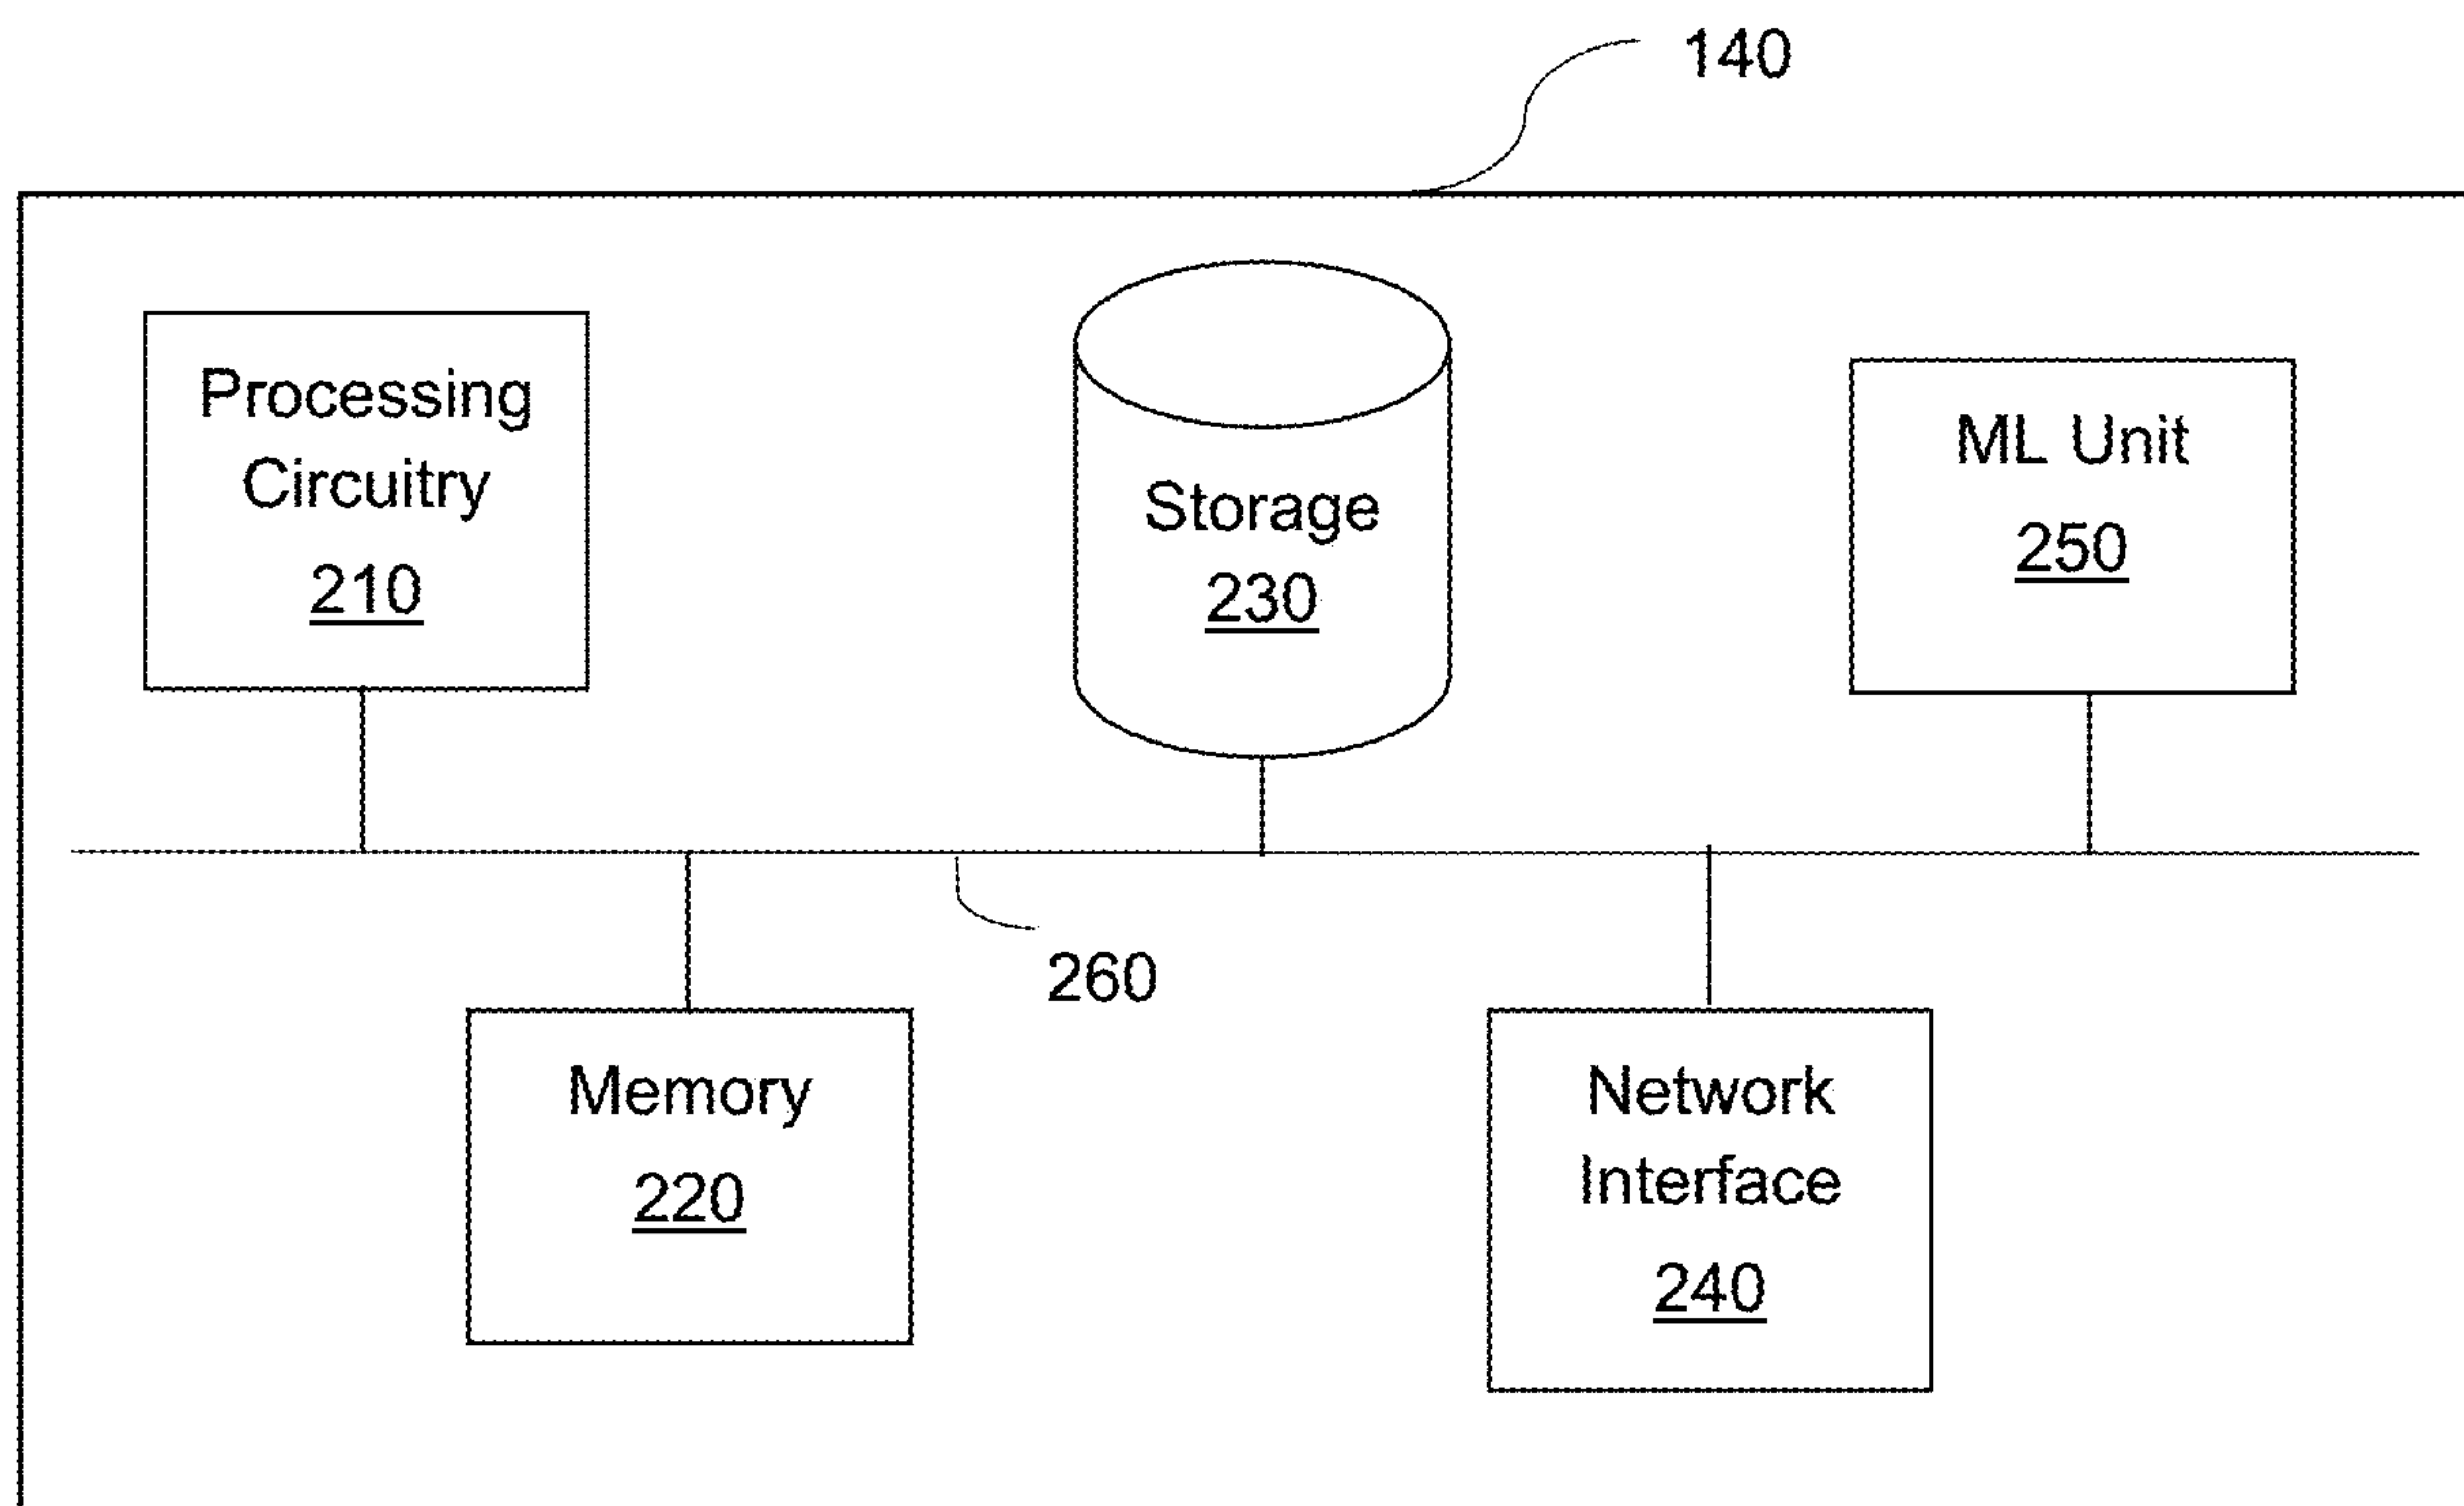 140
Processing
Circuitry
210
Storage
230
ML Unit
250
260
Memory
220
Network
Interface
240